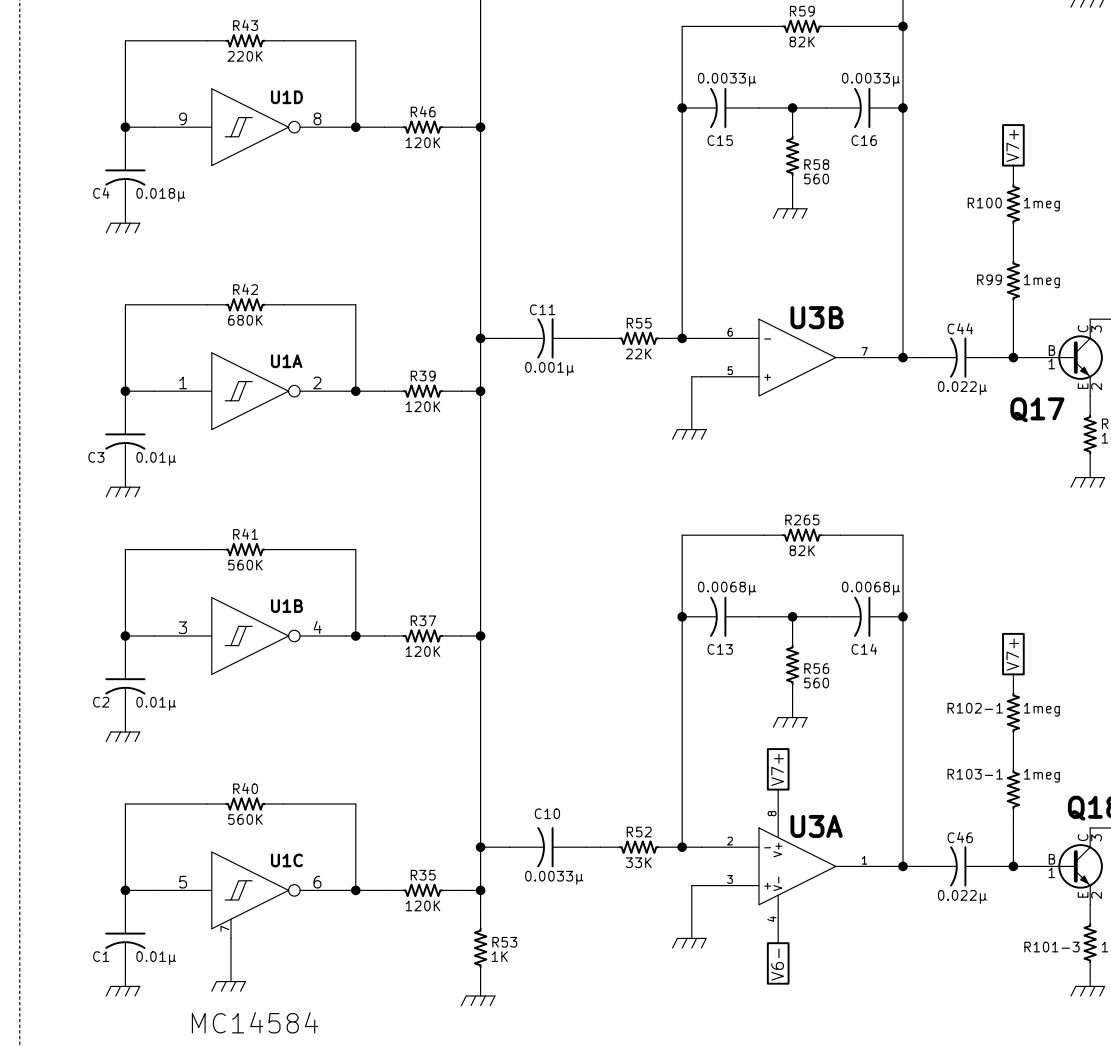 R43
220K
U1D
9
8
R46
120K
C4
0.018µ
R59
82K
0.0033µ
0.0033µ
C15
C16
R58
560
V7+
R100
1meg
R99
1meg
R42
680K
U1A
1
2
R39
120K
C3
0.01µ
C11
0.001µ
R55
22K
U3B
6
5
7
−
+
C44
0.022µ
B
1
C
3
E
2
Q17
R
1
R41
560K
U1B
3
4
R37
120K
C2
0.01µ
R265
82K
0.0068µ
0.0068µ
C13
C14
R56
560
V7+
R102-1
1meg
R103-1
1meg
R40
560K
U1C
5
6
7
R35
120K
C1
0.01µ
R53
1K
C10
0.0033µ
R52
33K
V7+
8
U3A
2
3
1
−
+
V+
V-
4
V6-
C46
0.022µ
Q18
B
1
C
3
E
2
R101-3
1
MC14584